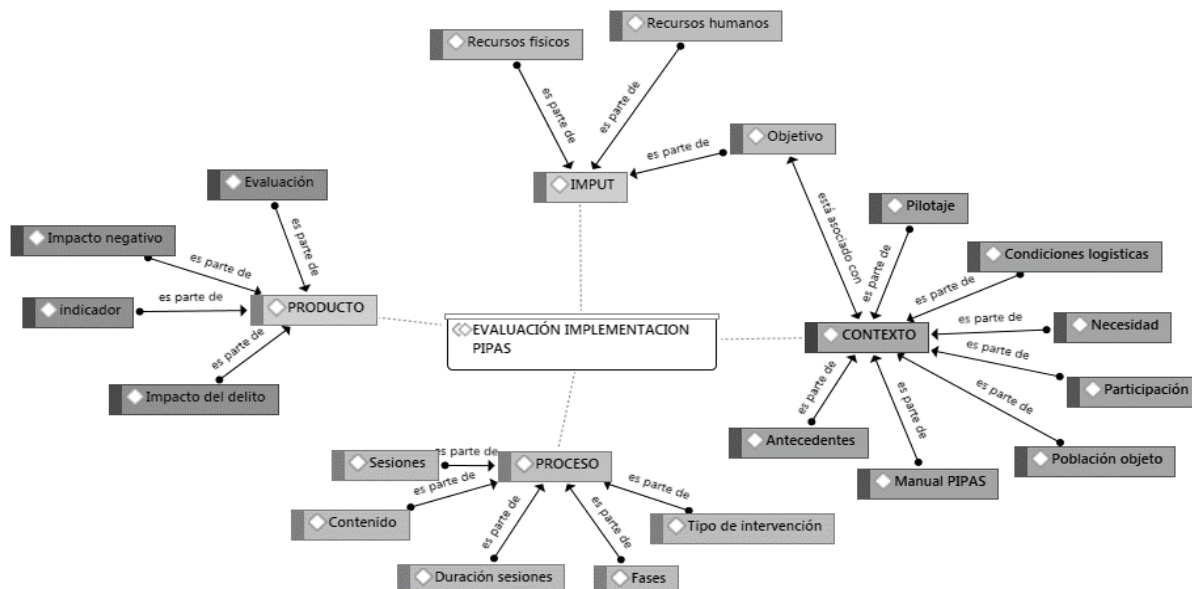 Recursos humanos
Recursos fisicos
es parte de
es parte de
Objetivo
es parte de
IMPUT
está asociado con
Evaluación
es parte de
Impacto negativo
es parte de
indicador
es parte de
PRODUCTO
es parte de
Impacto del delito
Pilotaje
es parte de
Condiciones logisticas
es parte de
Necesidad
es parte de
CONTEXTO
Participación
es parte de
Población objeto
es parte de
Manual PIPAS
es parte de
Antecedentes
es parte de
EVALUACIÓN IMPLEMENTACION
PIPAS
Sesiones
es parte de
PROCESO
Contenido
es parte de
Duración sesiones
es parte de
Fases
es parte de
Tipo de intervención
es parte de